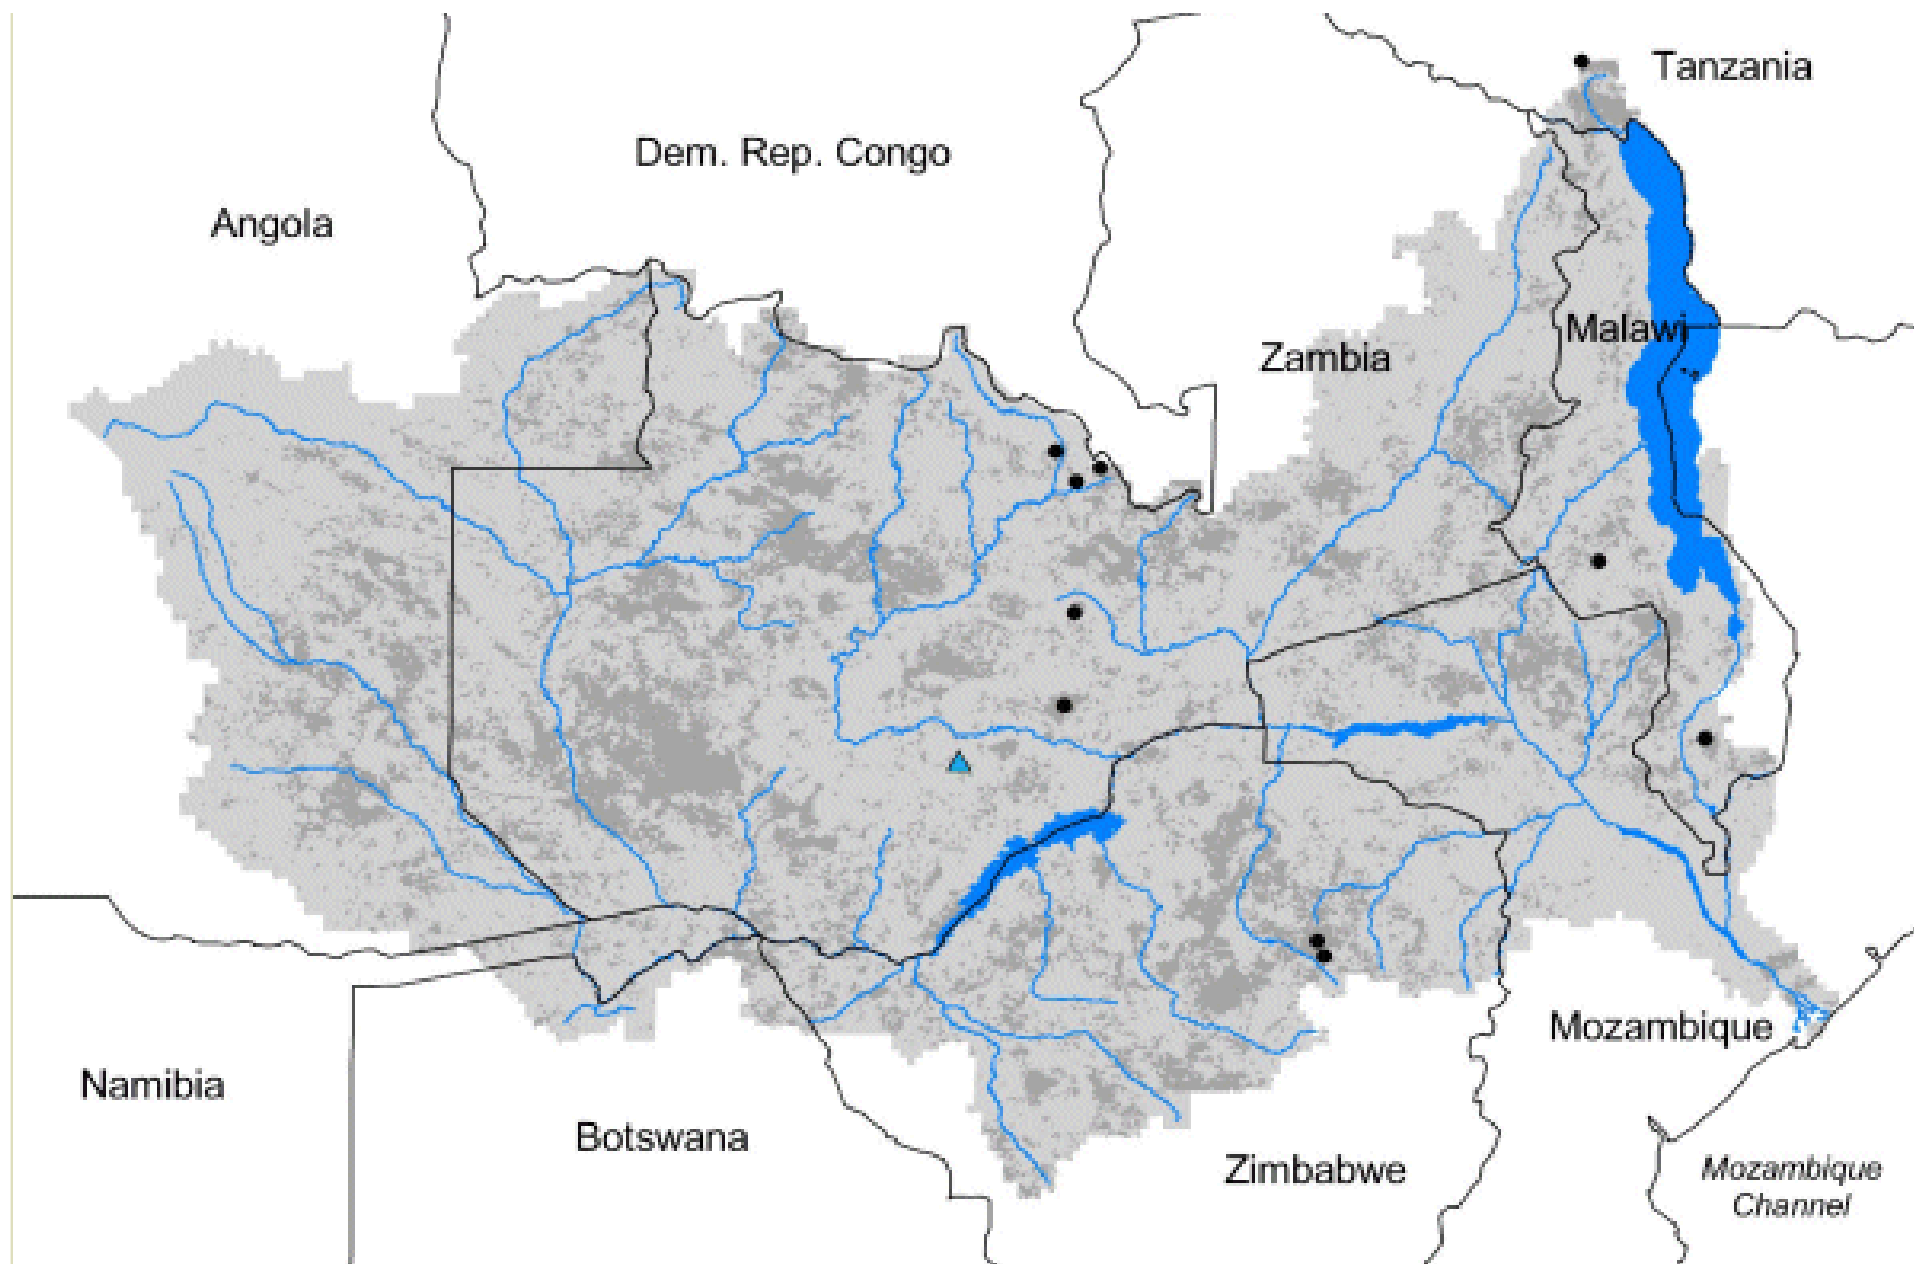 Tanzania
Dem. Rep. Congo
Angola
Malawi
Zambia
Mozambique
Namibia
Botswana
Zimbabwe
Mozambique
Channel